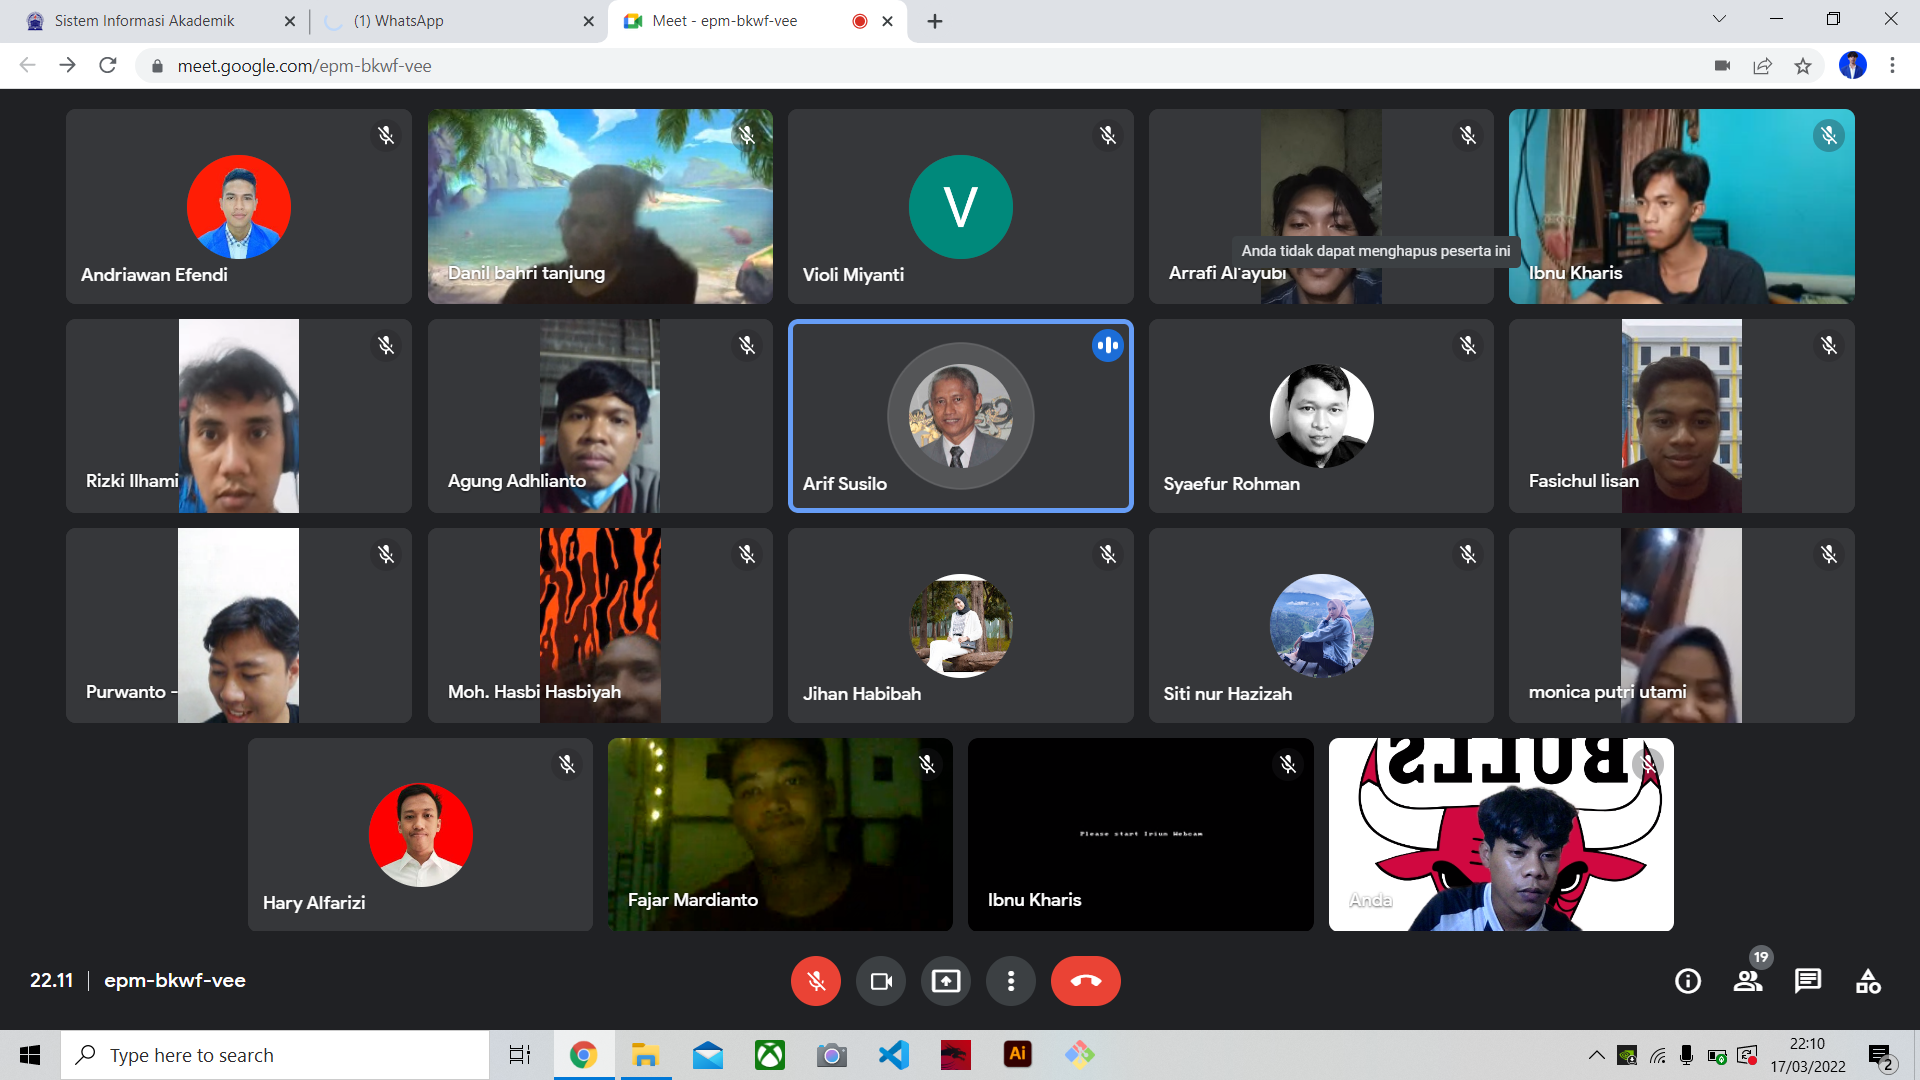 Sistem Informasi Akademik
(1) WhatsApp
Meet - epm-bkwf-vee
meet.google.com/epm-bkwf-vee
Andriawan Efendi
Danil bahri tanjung
V
Violi Miyanti
Anda tidak dapat menghapus peserta ini
Arrafi Al'ayubi
Ibnu Kharis
Rizki Ilhami
Agung Adhlianto
Arif Susilo
Syaefur Rohman
Fasichul lisan
Purwanto -
Moh. Hasbi Hasbiyah
Jihan Habibah
Siti nur Hazizah
monica putri utami
BULLS
Please start Iriun Webcam
Hary Alfarizi
Fajar Mardianto
Ibnu Kharis
Anda
22.11
epm-bkwf-vee
19
Type here to search
Ai
22:10
17/03/2022
2